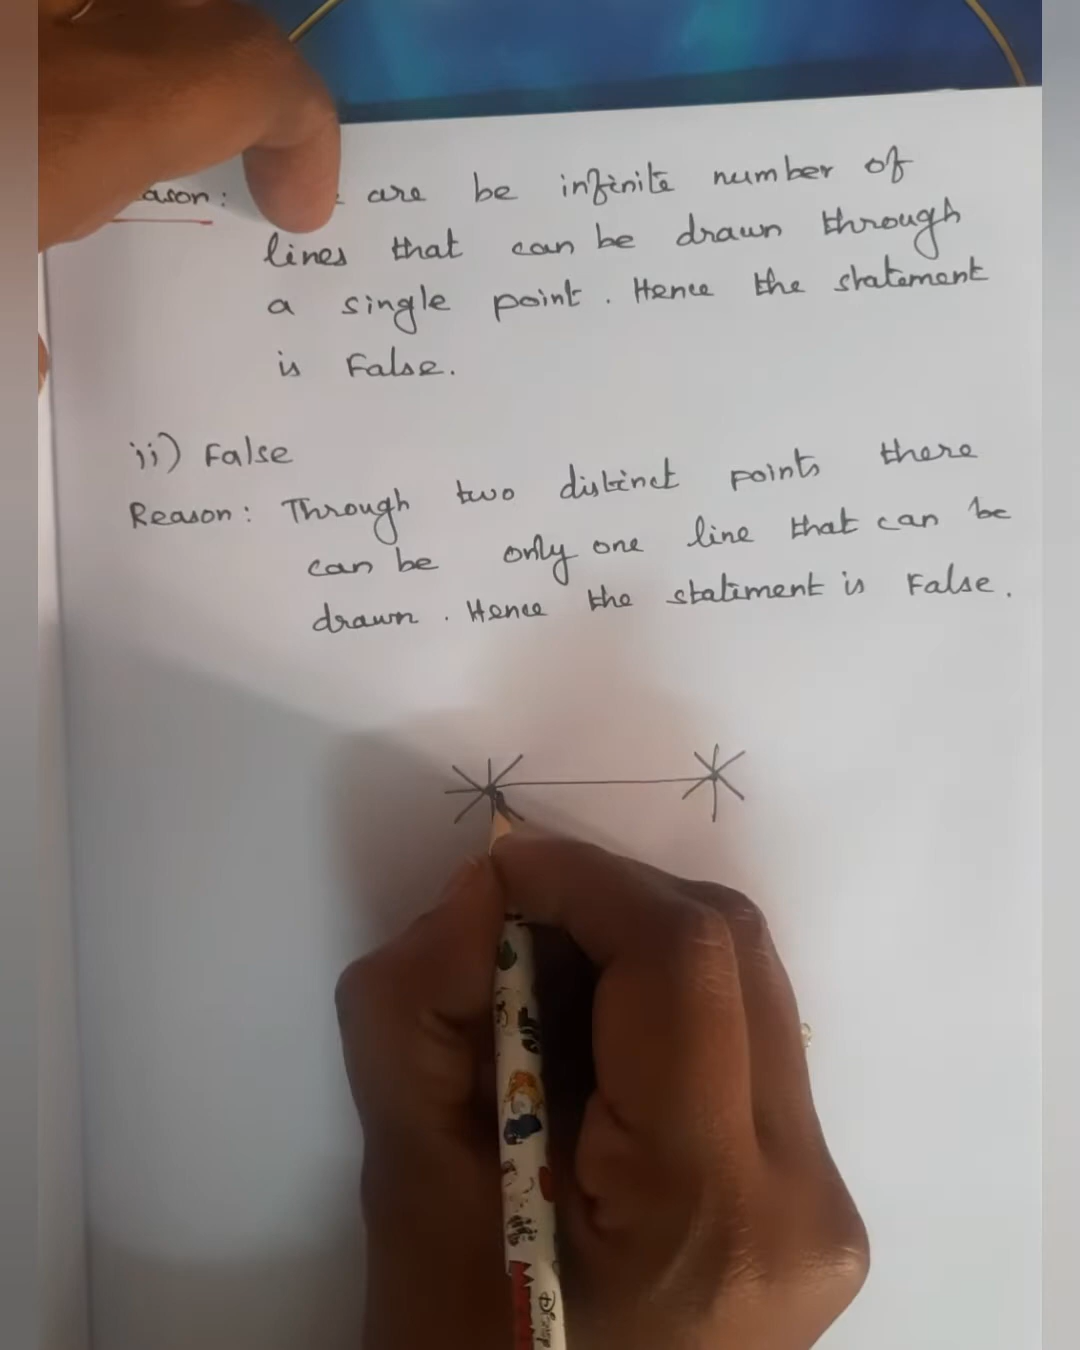 ason: are be infinite number of
lines that can be drawn through
a single point. Hence the statement
is False.
ii) False
Reason: Through two distinct points there
can be only one line that can be
drawn. Hence the statement is False.
Disney